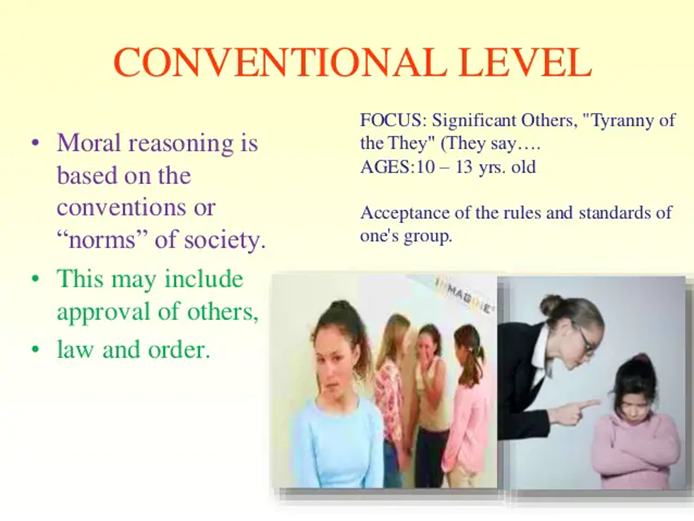 CONVENTIONAL LEVEL
• Moral reasoning is
based on the
conventions or
“norms” of society.
• This may include
approval of others,
• law and order.
FOCUS: Significant Others, "Tyranny of
the They" (They say….
AGES:10 – 13 yrs. old
Acceptance of the rules and standards of
one's group.
INMAGINE